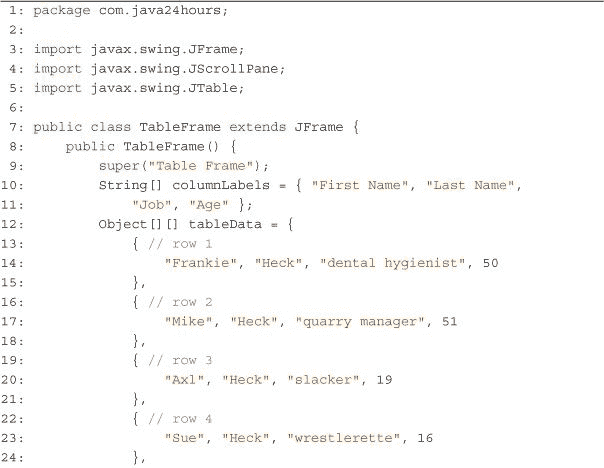 1: package com.java24hours;
2:
3: import javax.swing.JFrame;
4: import javax.swing.JScrollPane;
5: import javax.swing.JTable;
6:
7: public class TableFrame extends JFrame {
8:     public TableFrame() {
9:         super("Table Frame");
10:         String[] columnLabels = { "First Name", "Last Name",
11:             "Job", "Age" };
12:         Object[][] tableData = {
13:             { // row 1
14:                 "Frankie", "Heck", "dental hygienist", 50
15:             },
16:             { // row 2
17:                 "Mike", "Heck", "quarry manager", 51
18:             },
19:             { // row 3
20:                 "Axl", "Heck", "slacker", 19
21:             },
22:             { // row 4
23:                 "Sue", "Heck", "wrestlerette", 16
24:             },